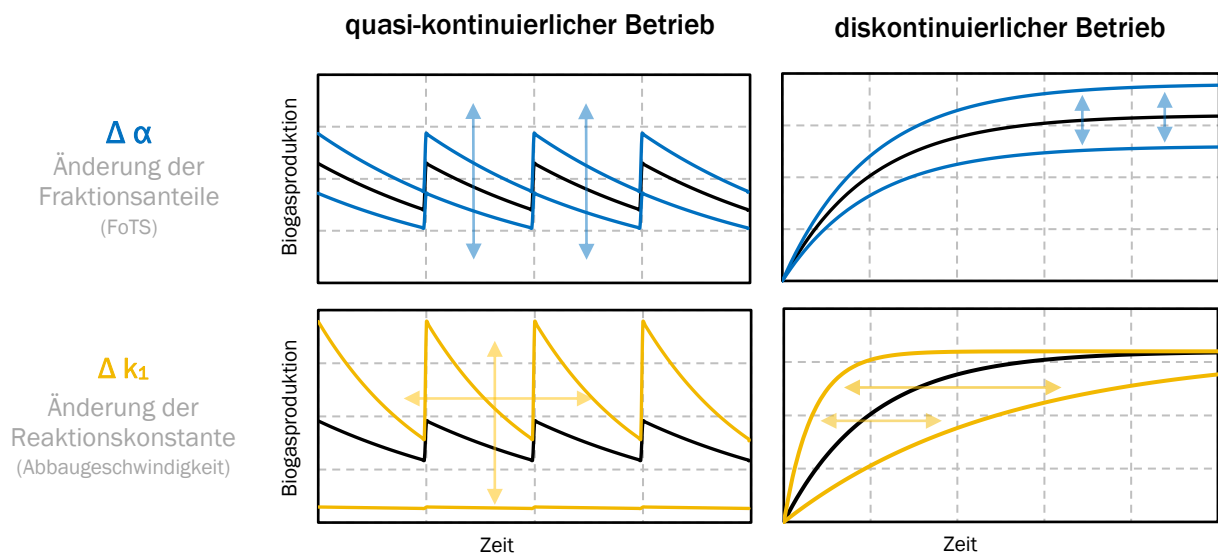 quasi-kontinuierlicher Betrieb
diskontinuierlicher Betrieb
Δ α
Änderung der
Fraktionsanteile
(FoTS)
Biogasproduktion
Δ k₁
Änderung der
Reaktionskonstante
(Abbaugeschwindigkeit)
Biogasproduktion
Zeit
Zeit